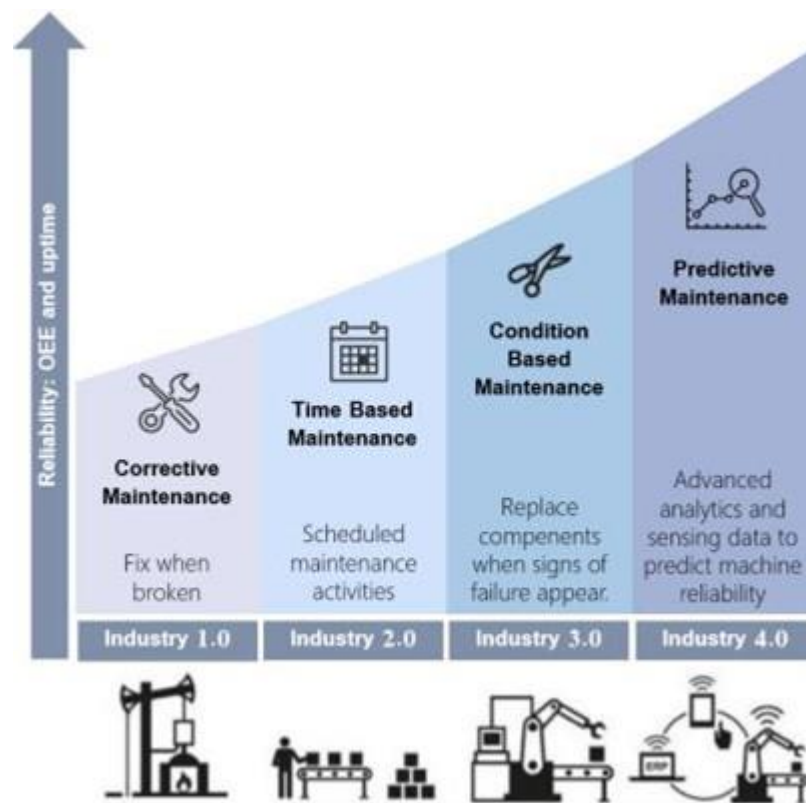 Reliability: OEE and uptime
Corrective
Maintenance
Fix when
broken
Industry 1.0
Time Based
Maintenance
Scheduled
maintenance
activities
Industry 2.0
Condition
Based
Maintenance
Replace
compenents
when signs of
failure appear.
Industry 3.0
Predictive
Maintenance
Advanced
analytics and
sensing data to
predict machine
reliability
Industry 4.0
ERP